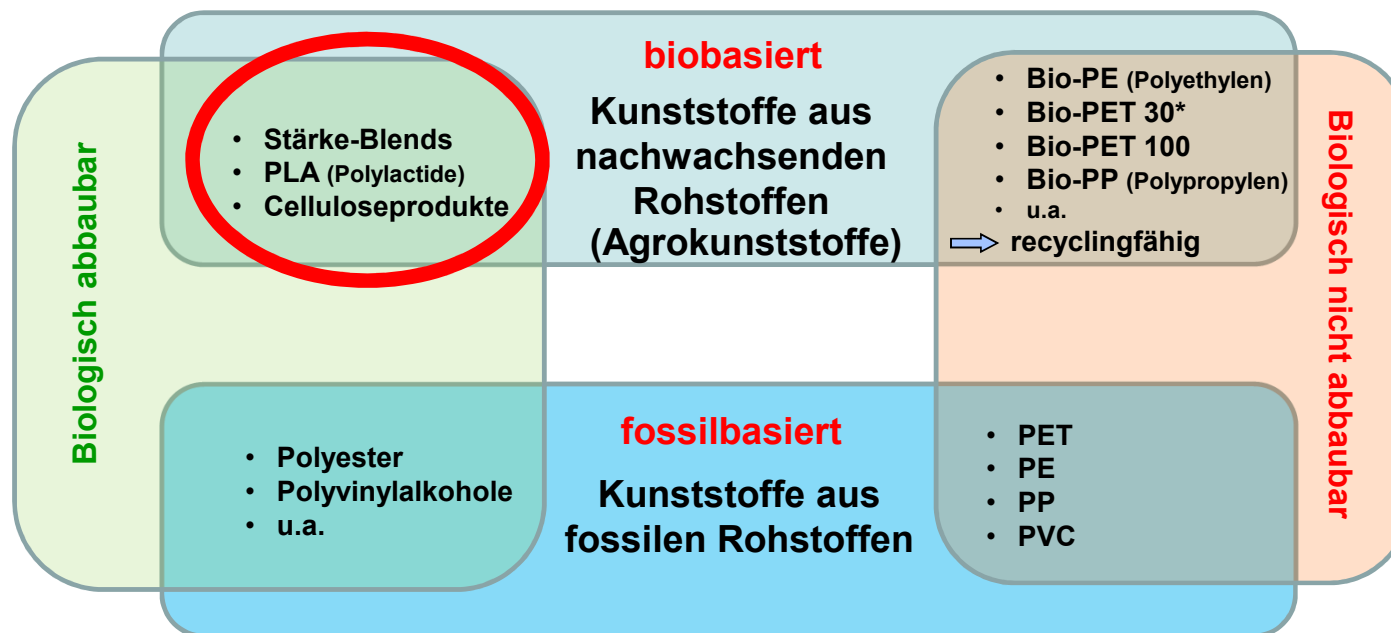 biobasiert
Kunststoffe aus
nachwachsenden
Rohstoffen
(Agrokunststoffe)
• Stärke-Blends
• PLA (Polylactide)
• Celluloseprodukte
• Bio-PE (Polyethylen)
• Bio-PET 30*
• Bio-PET 100
• Bio-PP (Polypropylen)
• u.a.
recyclingfähig
Biologisch abbaubar
Biologisch nicht abbaubar
fossilbasiert
Kunststoffe aus
fossilen Rohstoffen
• Polyester
• Polyvinylalkohole
• u.a.
• PET
• PE
• PP
• PVC